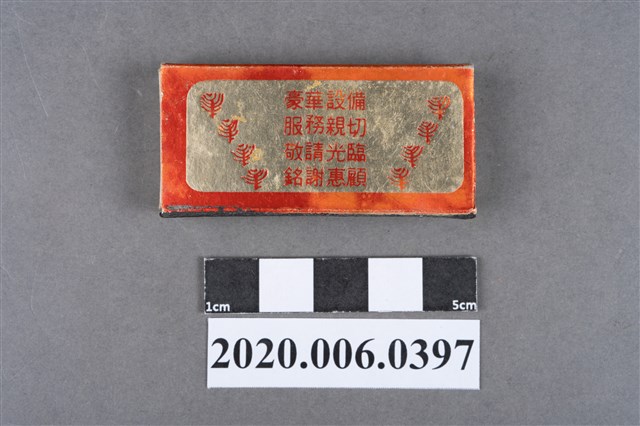 豪華設備
服務親切
敬請光臨
銘謝惠顧
1cm 5cm
2020.006.0397